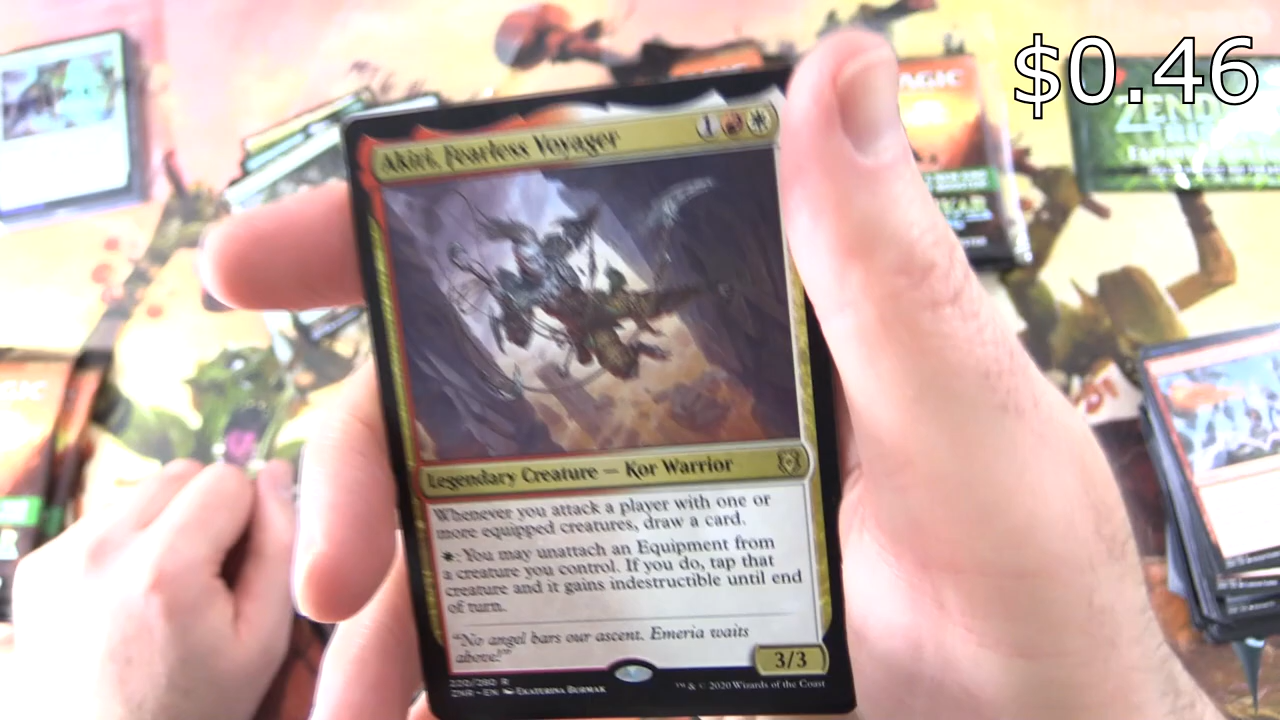 $0.46
AGIC
ZEND
Akiri, Fearless Voyager
1
Legendary Creature — Kor Warrior
Whenever you attack a player with one or
more equipped creatures, draw a card.
: You may unattach an Equipment from
a creature you control. If you do, tap that
creature and it gains indestructible until end
of turn.
"No angel bars our ascent. Emeria waits
above!"
3/3
220/280 R
ZNR • EN Ekaterina Burmak
™ & © 2020 Wizards of the Coast